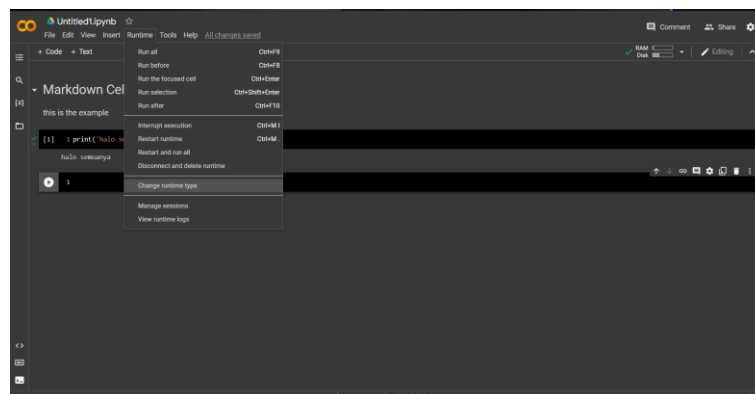 Untitled1.ipynb
Comment Share
File Edit View Insert Runtime Tools Help All changes saved
+ Code + Text
RAM
Disk
Editing
Run all Ctrl+F9
Run before Ctrl+F8
Run the focused cell Ctrl+Enter
Run selection Ctrl+Shift+Enter
Run after Ctrl+F10
Interrupt execution Ctrl+M I
Restart runtime Ctrl+M .
Restart and run all
Disconnect and delete runtime
Change runtime type
Manage sessions
View runtime logs
Markdown Cel
this is the example
[1] 1 print("halo se
halo semuanya
1